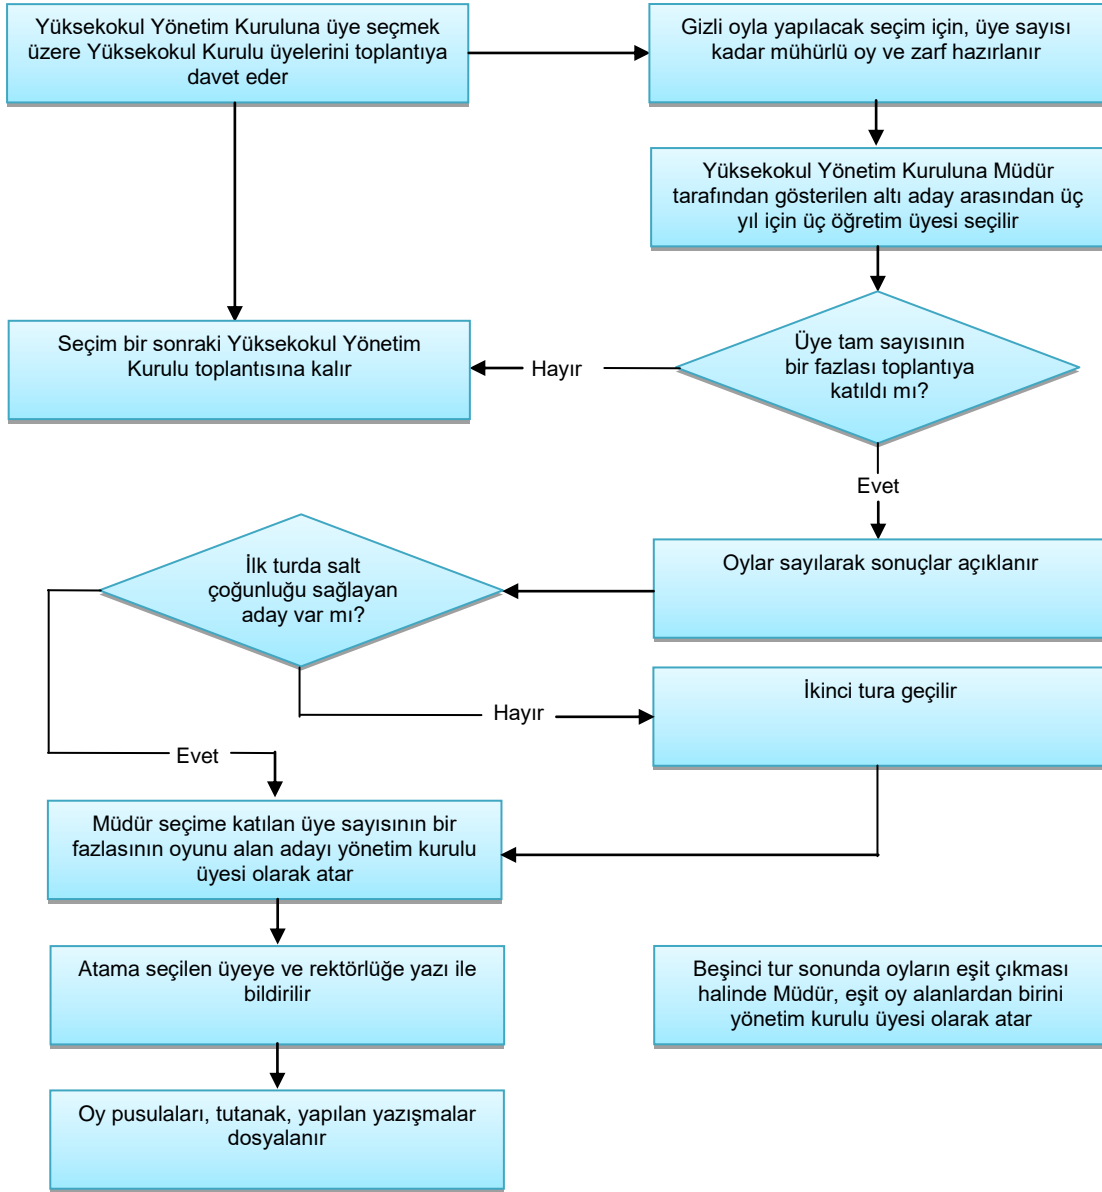 Yüksekokul Yönetim Kuruluna üye seçmek
üzere Yüksekokul Kurulu üyelerini toplantıya
davet eder
Gizli oyla yapılacak seçim için, üye sayısı
kadar mühürlü oy ve zarf hazırlanır
Yüksekokul Yönetim Kuruluna Müdür
tarafından gösterilen altı aday arasından üç
yıl için üç öğretim üyesi seçilir
Seçim bir sonraki Yüksekokul Yönetim
Kurulu toplantısına kalır
Hayır
Üye tam sayısının
bir fazlası toplantıya
katıldı mı?
Evet
İlk turda salt
çoğunluğu sağlayan
aday var mı?
Oylar sayılarak sonuçlar açıklanır
Hayır
İkinci tura geçilir
Evet
Müdür seçime katılan üye sayısının bir
fazlasının oyunu alan adayı yönetim kurulu
üyesi olarak atar
Atama seçilen üyeye ve rektörlüğe yazı ile
bildirilir
Beşinci tur sonunda oyların eşit çıkması
halinde Müdür, eşit oy alanlardan birini
yönetim kurulu üyesi olarak atar
Oy pusulaları, tutanak, yapılan yazışmalar
dosyalanır